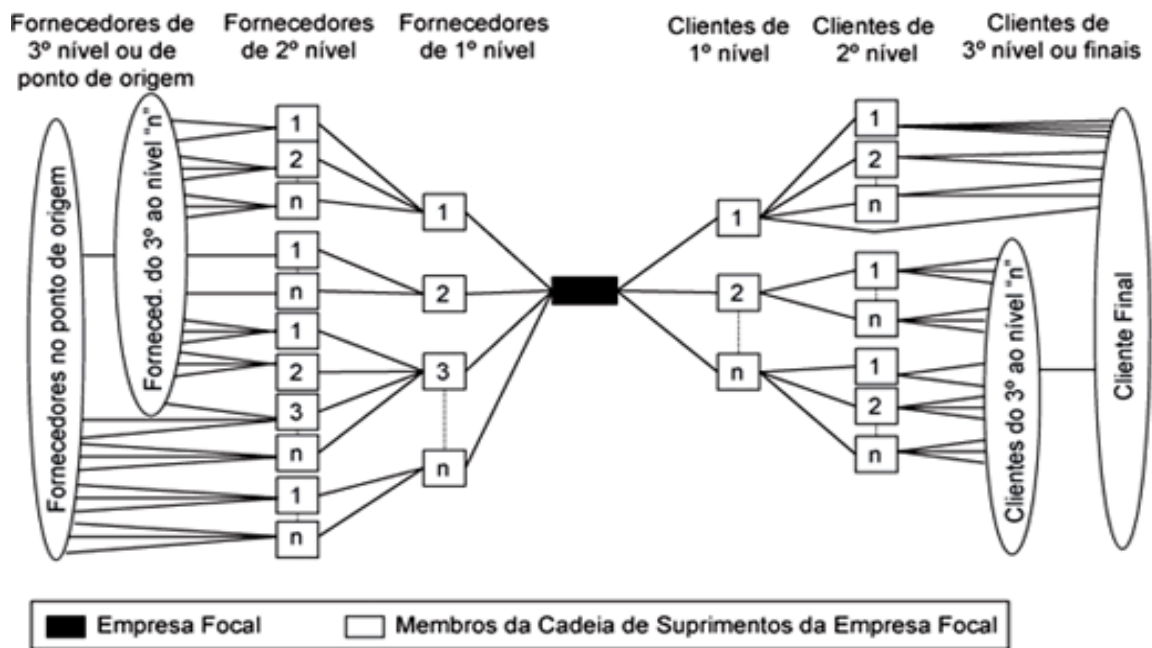 Fornecedores de
3º nível ou de
ponto de origem
Fornecedores
de 2º nível
Fornecedores
de 1º nível
Clientes de
1º nível
Clientes de
2º nível
Clientes de
3º nível ou finais
Fornecedores no ponto de origem
Forneced. do 3º ao nível "n"
1
2
n
1
n
1
2
3
n
1
n
1
2
3
n
1
2
n
1
2
n
1
n
1
2
n
Clientes do 3º ao nível "n"
Cliente Final
Empresa Focal
Membros da Cadeia de Suprimentos da Empresa Focal